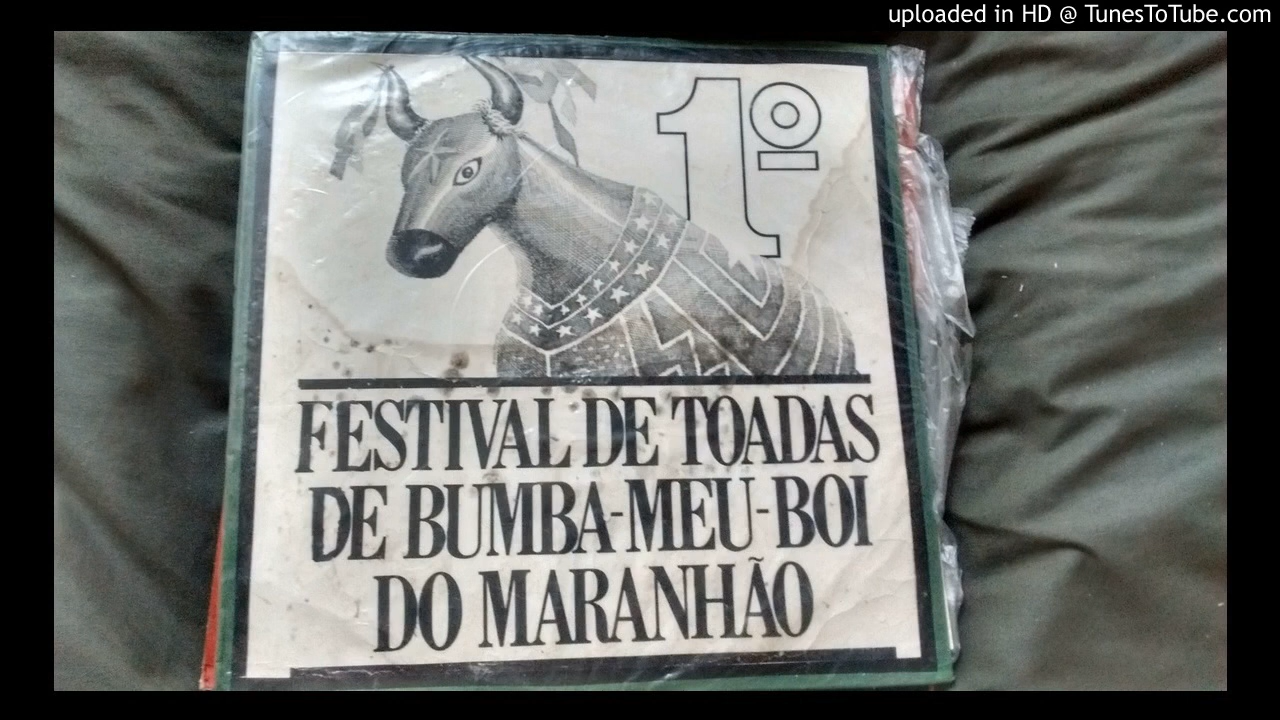 uploaded in HD @ TunesToTube.com
1º
FESTIVAL DE TOADAS
DE BUMBA-MEU-BOI
DO MARANHÃO